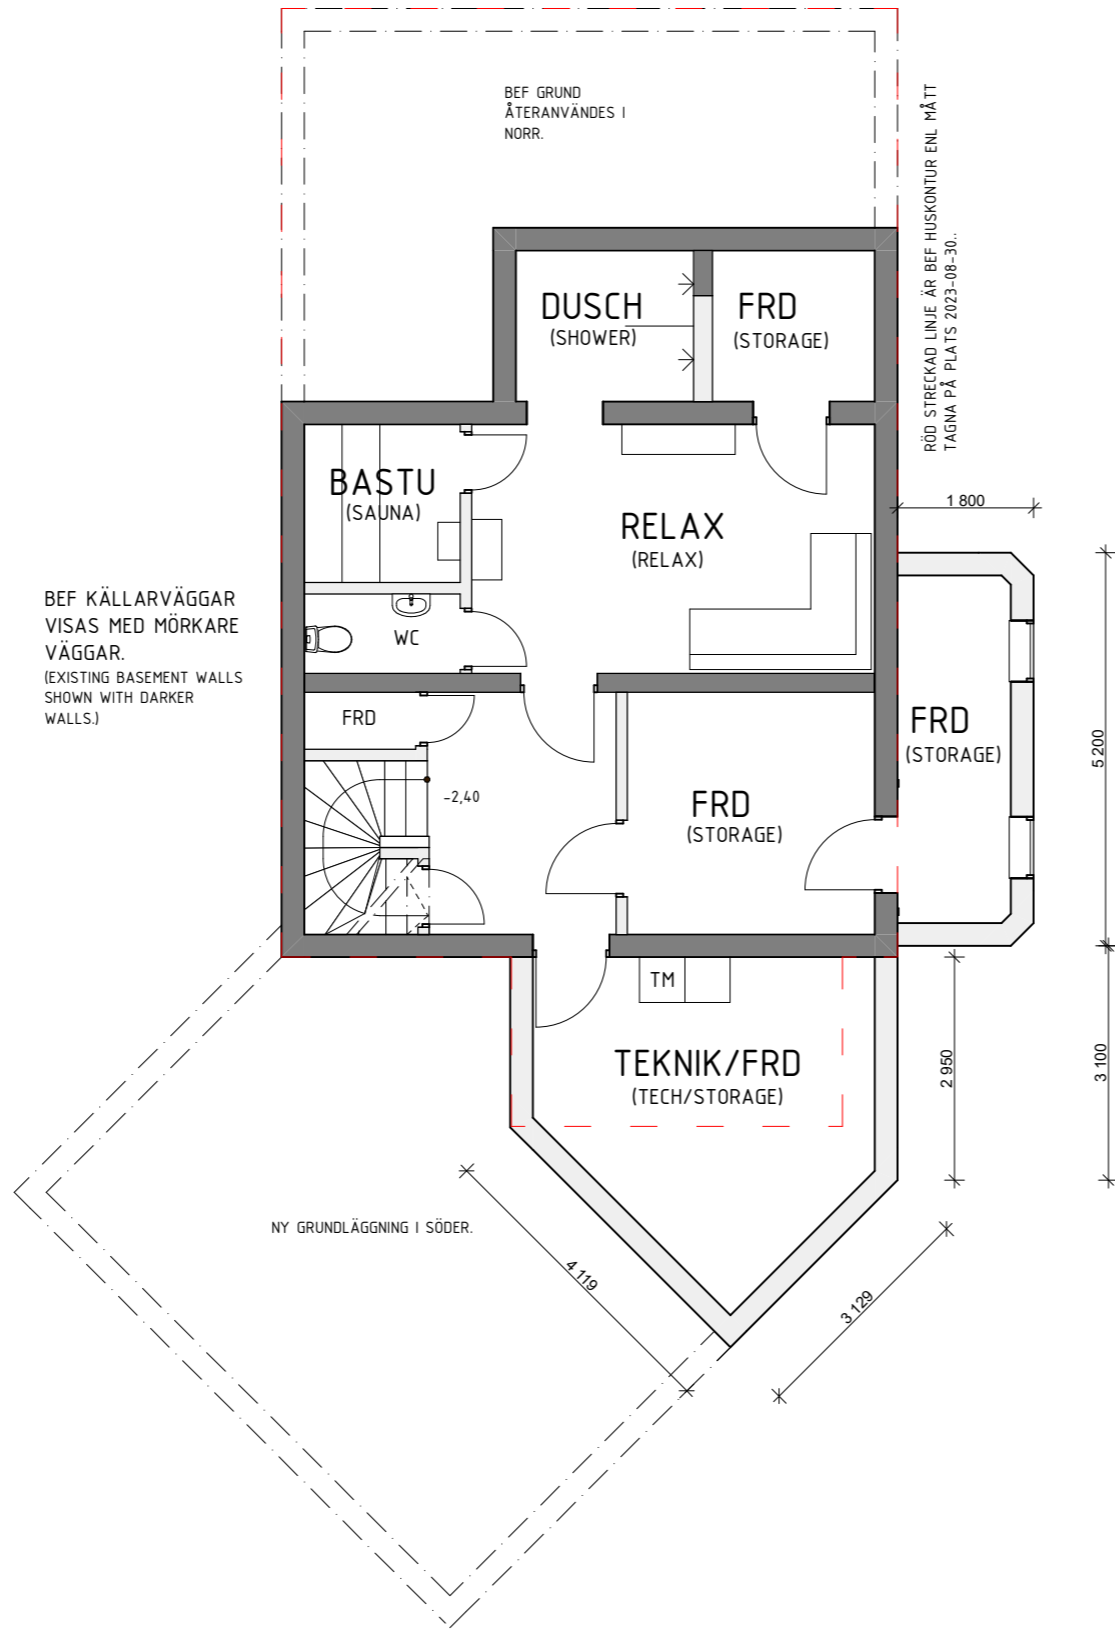 BEF GRUND
ÅTERANVÄNDES I
NORR.
RÖD STRECKAD LINJE ÄR BEF HUSKONTUR ENL MÅTT
TAGNA PÅ PLATS 2023-08-30..
DUSCH
(SHOWER)
FRD
(STORAGE)
BASTU
(SAUNA)
RELAX
(RELAX)
1 800
BEF KÄLLARVÄGGAR
VISAS MED MÖRKARE
VÄGGAR.
(EXISTING BASEMENT WALLS
SHOWN WITH DARKER
WALLS.)
WC
FRD
FRD
(STORAGE)
5 200
-2,40
FRD
(STORAGE)
TM
TEKNIK/FRD
(TECH/STORAGE)
2 950
3 100
NY GRUNDLÄGGNING I SÖDER.
4 119
3 129